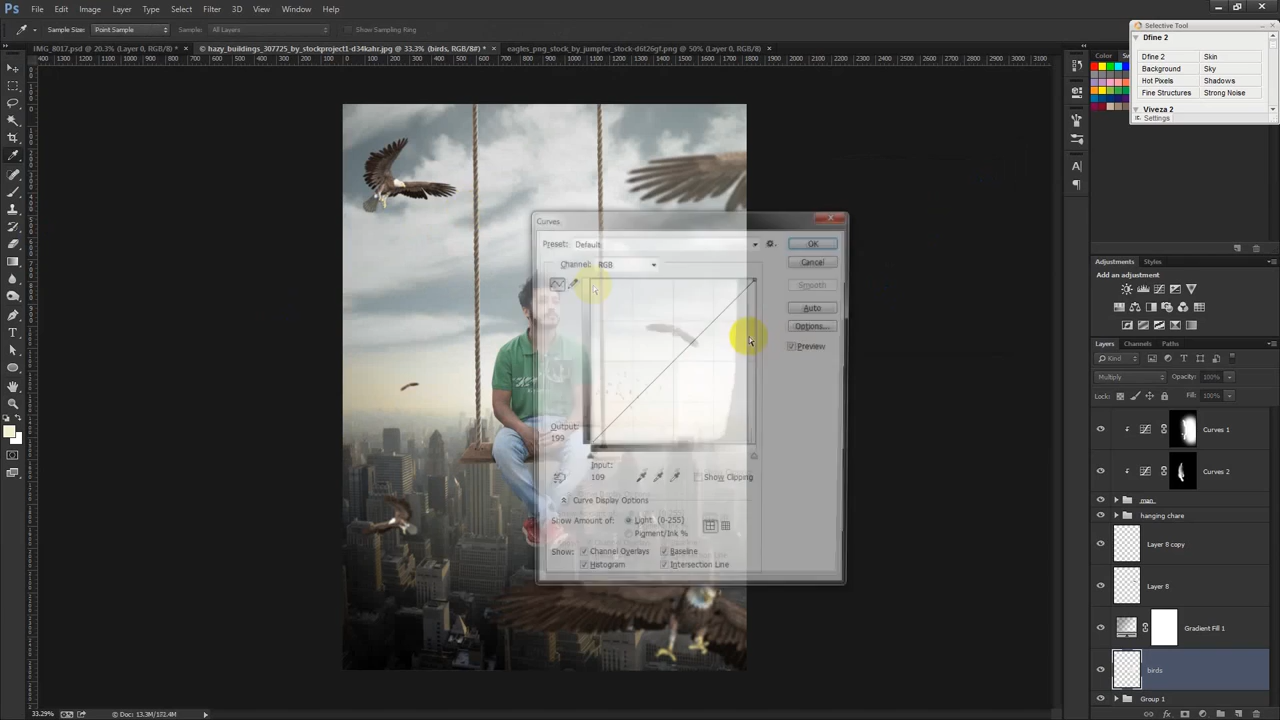 Ps File Edit Image Layer Type Select Filter 3D View Window Help
Sample Size: Point Sample Sample: All Layers Show Sampling Ring
IMG_8017.psd @ 20.3% (Layer 0, RGB/8) * × © hazy_buildings_307725_by_stockproject1-d34kahr.jpg @ 33.3% (birds, RGB/8#) * × eagles_png_stock_by_jumpfer_stock-d6t26qf.png @ 50% (Layer 0, RGB/8) ×
Selective Tool
Dfine 2
Dfine 2 Skin
Background Sky
Hot Pixels Shadows
Fine Structures Strong Noise
Viveza 2
Settings
Color
Curves
Preset: Default
Channel: RGB
OK
Cancel
Smooth
Auto
Options...
Preview
Output:
199
Input:
109
Show Clipping
Curve Display Options
Show Amount of: Light (0-255)
Pigment/Ink %
Show: Channel Overlays Baseline
Histogram Intersection Line
Adjustments Styles
Add an adjustment
Layers Channels Paths
Kind
Multiply Opacity: 100%
Lock: Fill: 100%
Curves 1
Curves 2
man
hanging chare
Layer 8 copy
Layer 8
Gradient Fill 1
birds
Group 1
33.29% Doc: 13.3M/172.4M